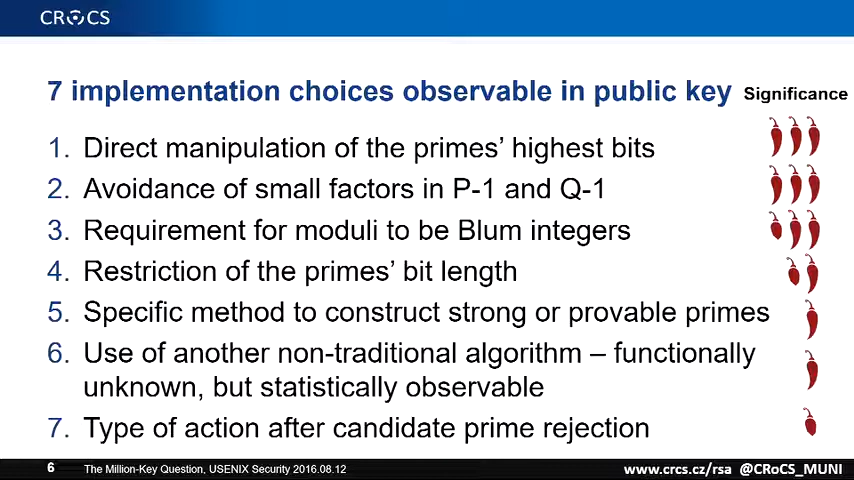 CRCS
7 implementation choices observable in public key
Significance
1. Direct manipulation of the primes' highest bits
2. Avoidance of small factors in P-1 and Q-1
3. Requirement for moduli to be Blum integers
4. Restriction of the primes' bit length
5. Specific method to construct strong or provable primes
6. Use of another non-traditional algorithm – functionally
unknown, but statistically observable
7. Type of action after candidate prime rejection
6
The Million-Key Question, USENIX Security 2016.08.12
www.crcs.cz/rsa @CRoCS_MUNI